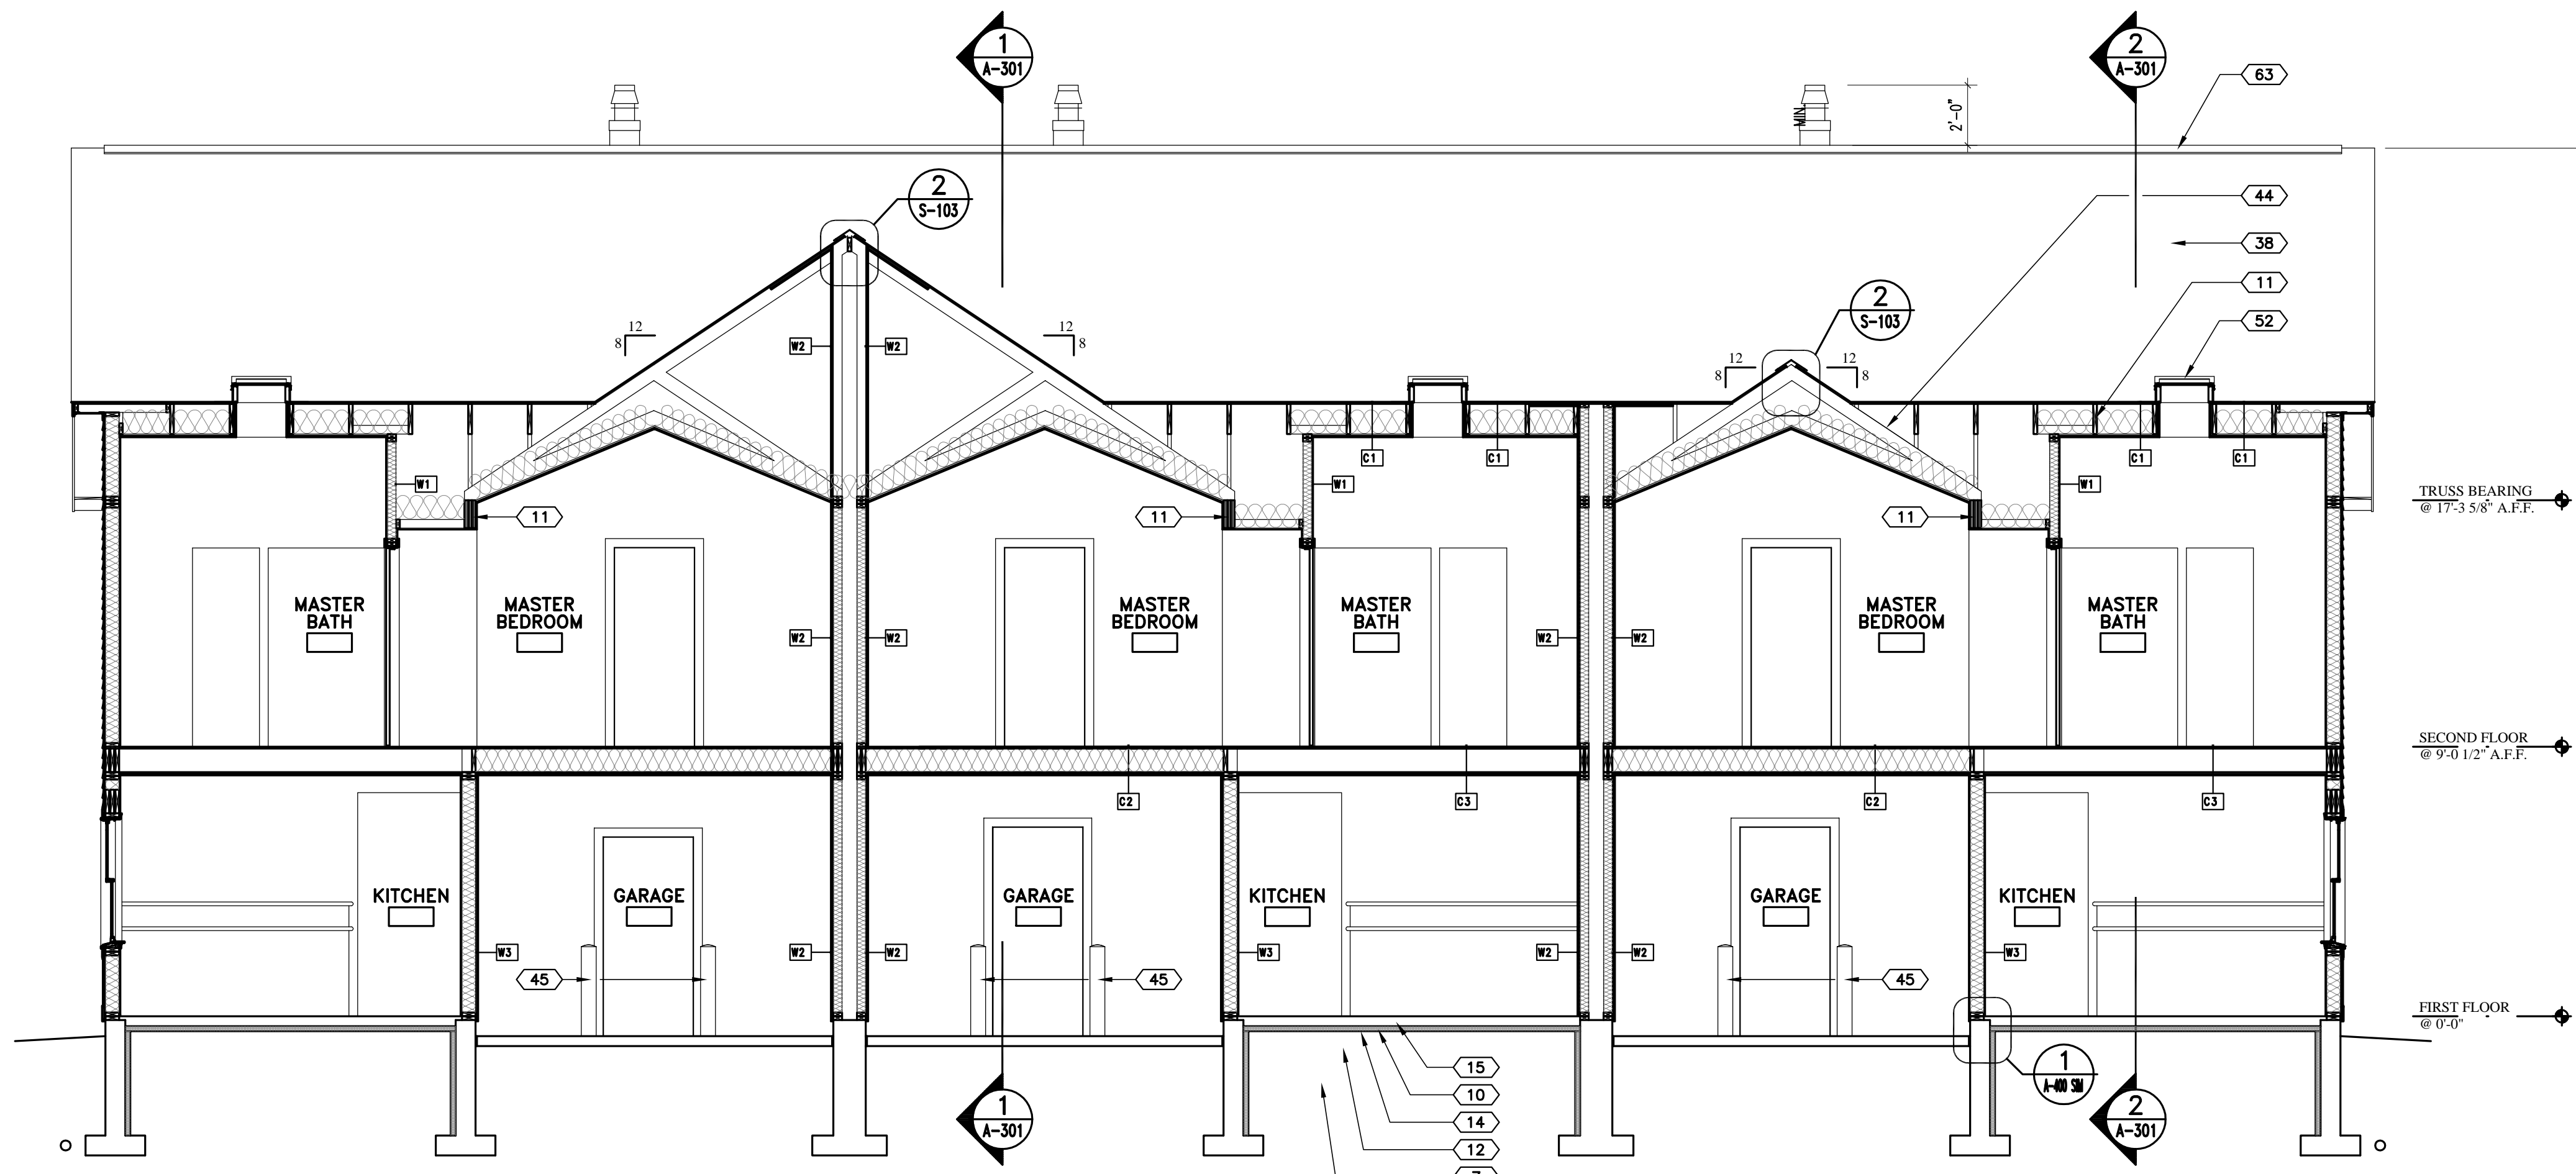 1
A-301
2
A-301
63
MIN
2'-0"
2
S-103
44
38
11
52
2
S-103
12
8
12
8
12
8
12
8
W2
W2
C1
C1
C1
C1
W1
W1
W1
TRUSS BEARING
@ 17'-3 5/8" A.F.F.
11
11
11
MASTER
BATH
MASTER
BEDROOM
MASTER
BEDROOM
MASTER
BATH
MASTER
BEDROOM
MASTER
BATH
W2
W2
W2
W2
SECOND FLOOR
@ 9'-0 1/2" A.F.F.
C2
C3
C2
C3
KITCHEN
GARAGE
GARAGE
KITCHEN
GARAGE
KITCHEN
W3
W2
W2
W3
W2
W2
W3
45
45
45
FIRST FLOOR
@ 0'-0"
15
10
14
12
7
1
A-400 SIM
1
A-301
2
A-301